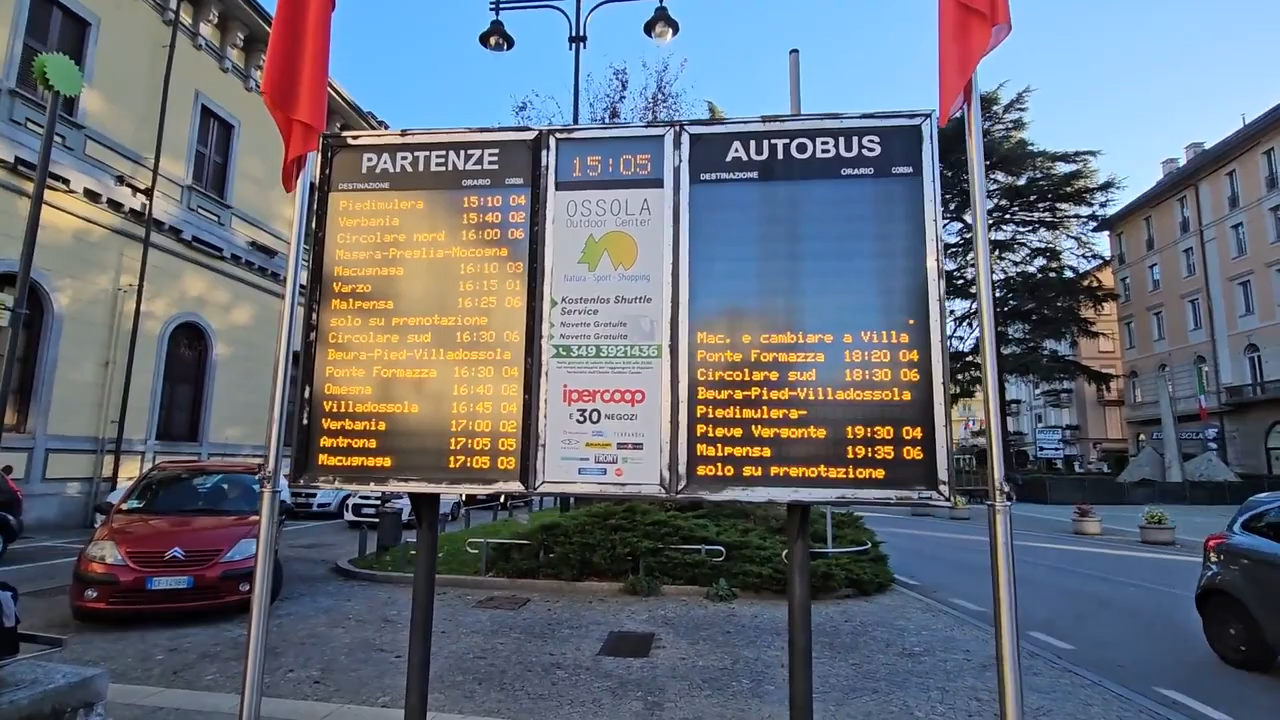 PARTENZE
DESTINAZIONE ORARIO CORSIA
Piedimulera 15:10 04
Verbania 15:40 02
Circolare nord 16:00 06
Masera-Preglia-Mocogna
Macugnaga 16:10 03
Varzo 16:15 01
Malpensa 16:25 06
solo su prenotazione
Circolare sud 16:30 06
Beura-Pied-Villadossola
Ponte Formazza 16:30 04
Omegna 16:40 02
Villadossola 16:45 04
Verbania 17:00 02
Antrona 17:05 05
Macugnaga 17:05 03
15:05
OSSOLA
Outdoor Center
Natura - Sport - Shopping
Kostenlos Shuttle
Service
Navette Gratuite
Navette Gratuita
349 3921436
ipercoop
E 30 NEGOZI
TERRANOVA
TRONY
AUTOBUS
DESTINAZIONE ORARIO CORSIA
Mac. e cambiare a Villa
Ponte Formazza 18:20 04
Circolare sud 18:30 06
Beura-Pied-Villadossola
Piedimulera-
Pieve Vergonte 19:30 04
Malpensa 19:35 06
solo su prenotazione
HOTEL